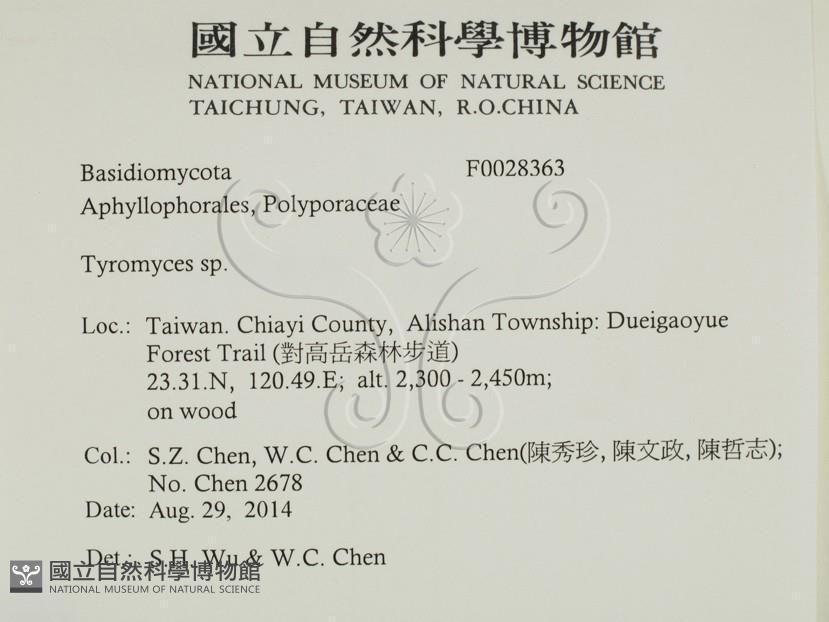 國立自然科學博物館
NATIONAL MUSEUM OF NATURAL SCIENCE
TAICHUNG, TAIWAN, R.O.CHINA
Basidiomycota F0028363
Aphyllophorales, Polyporaceae
Tyromyces sp.
Loc.: Taiwan. Chiayi County, Alishan Township: Dueigaoyue
Forest Trail (對高岳森林步道)
23.31.N, 120.49.E; alt. 2,300 - 2,450m;
on wood
Col.: S.Z. Chen, W.C. Chen & C.C. Chen(陳秀珍, 陳文政, 陳哲志);
No. Chen 2678
Date: Aug. 29, 2014
Det.: S.H. Wu & W.C. Chen
國立自然科學博物館
NATIONAL MUSEUM OF NATURAL SCIENCE